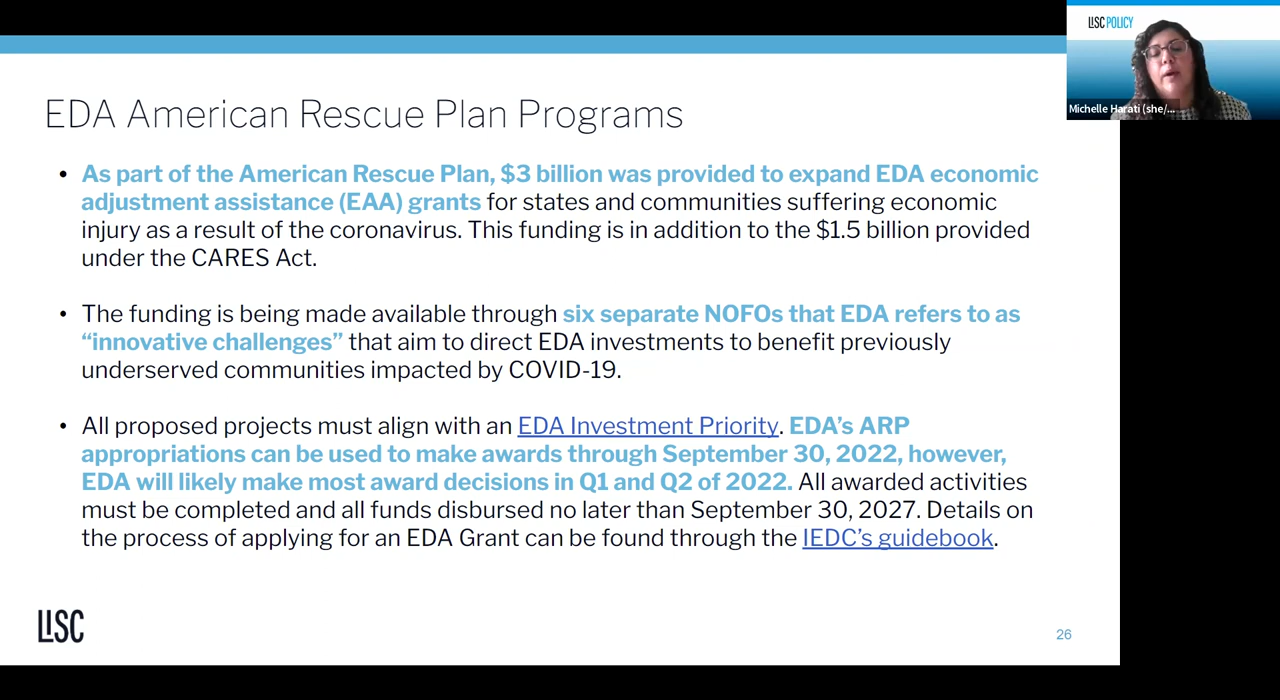 LISC POLICY
Michelle Harati (she/...
EDA American Rescue Plan Programs
• As part of the American Rescue Plan, $3 billion was provided to expand EDA economic
adjustment assistance (EAA) grants for states and communities suffering economic
injury as a result of the coronavirus. This funding is in addition to the $1.5 billion provided
under the CARES Act.
• The funding is being made available through six separate NOFOs that EDA refers to as
“innovative challenges” that aim to direct EDA investments to benefit previously
underserved communities impacted by COVID-19.
• All proposed projects must align with an EDA Investment Priority. EDA’s ARP
appropriations can be used to make awards through September 30, 2022, however,
EDA will likely make most award decisions in Q1 and Q2 of 2022. All awarded activities
must be completed and all funds disbursed no later than September 30, 2027. Details on
the process of applying for an EDA Grant can be found through the IEDC’s guidebook.
LISC
26